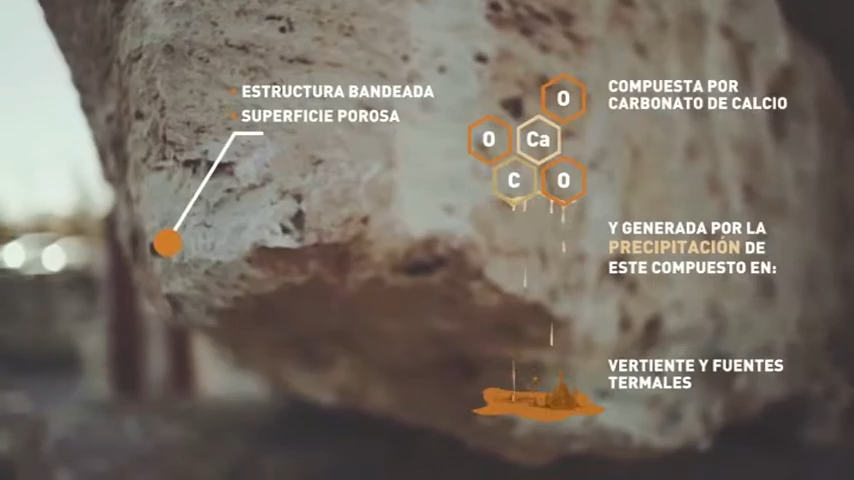 ESTRUCTURA BANDEADA
SUPERFICIE POROSA
O
O
Ca
C
O
COMPUESTA POR
CARBONATO DE CALCIO
Y GENERADA POR LA
PRECIPITACIÓN DE
ESTE COMPUESTO EN:
VERTIENTE Y FUENTES
TERMALES